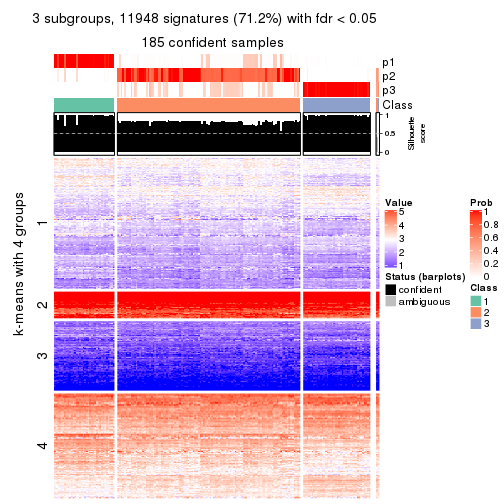 3 subgroups, 11948 signatures (71.2%) with fdr < 0.05
185 confident samples
p1
p2
p3
Class
1
0.5
0
Silhouette
score
k-means with 4 groups
1
2
3
4
Value
5
4
3
2
1
Status (barplots)
confident
ambiguous
Prob
1
0.8
0.6
0.4
0.2
0
Class
1
2
3